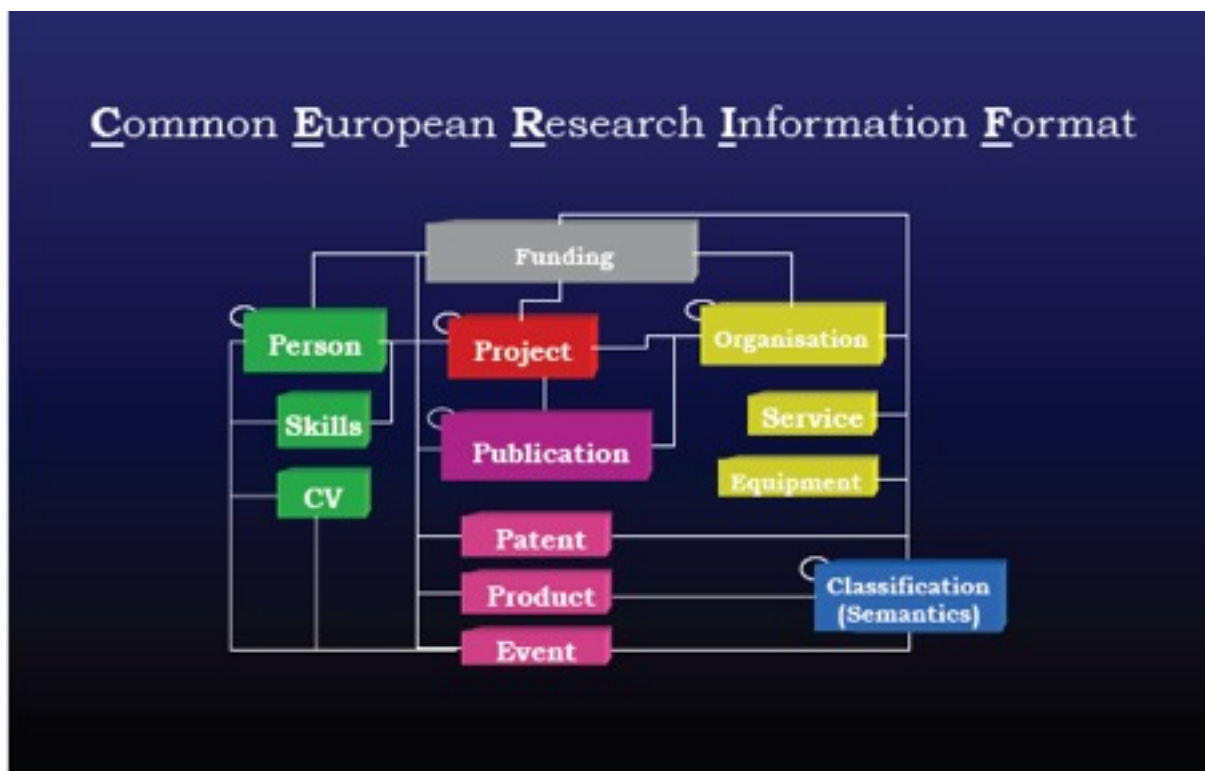 Common European Research Information Format
Funding
Person
Project
Organisation
Skills
Service
Publication
CV
Equipment
Patent
Product
Classification
(Semantics)
Event